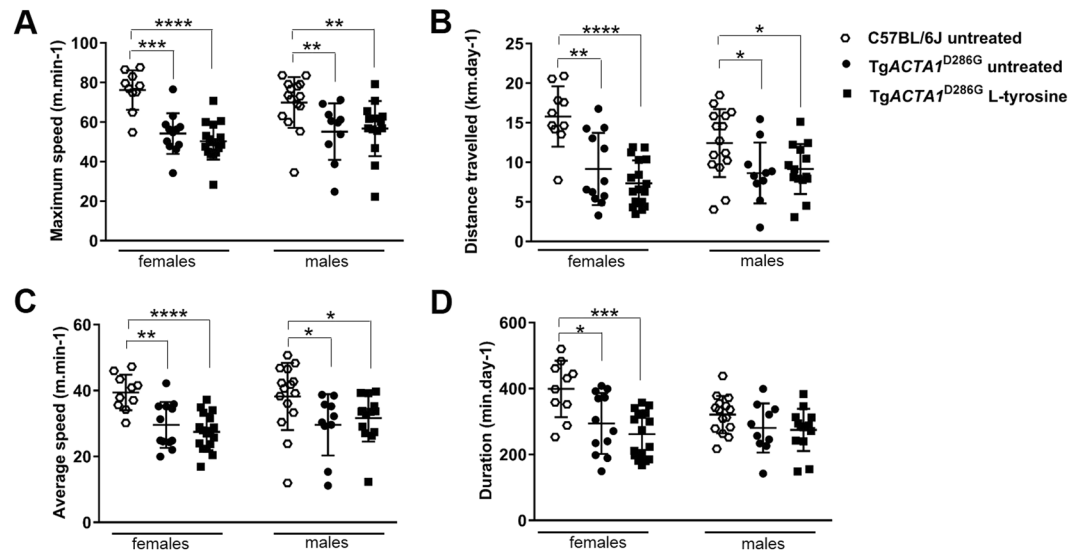 A
Maximum speed (m.min-1)
100
80
60
40
20
0
****
***
**
**
females
males
B
Distance travelled (km.day-1)
25
20
15
10
5
0
****
**
*
*
females
males
C57BL/6J untreated
TgACTA1D286G untreated
TgACTA1D286G L-tyrosine
C
Average speed (m.min-1)
60
40
20
0
****
**
*
*
females
males
D
Duration (min.day-1)
600
400
200
0
***
*
females
males